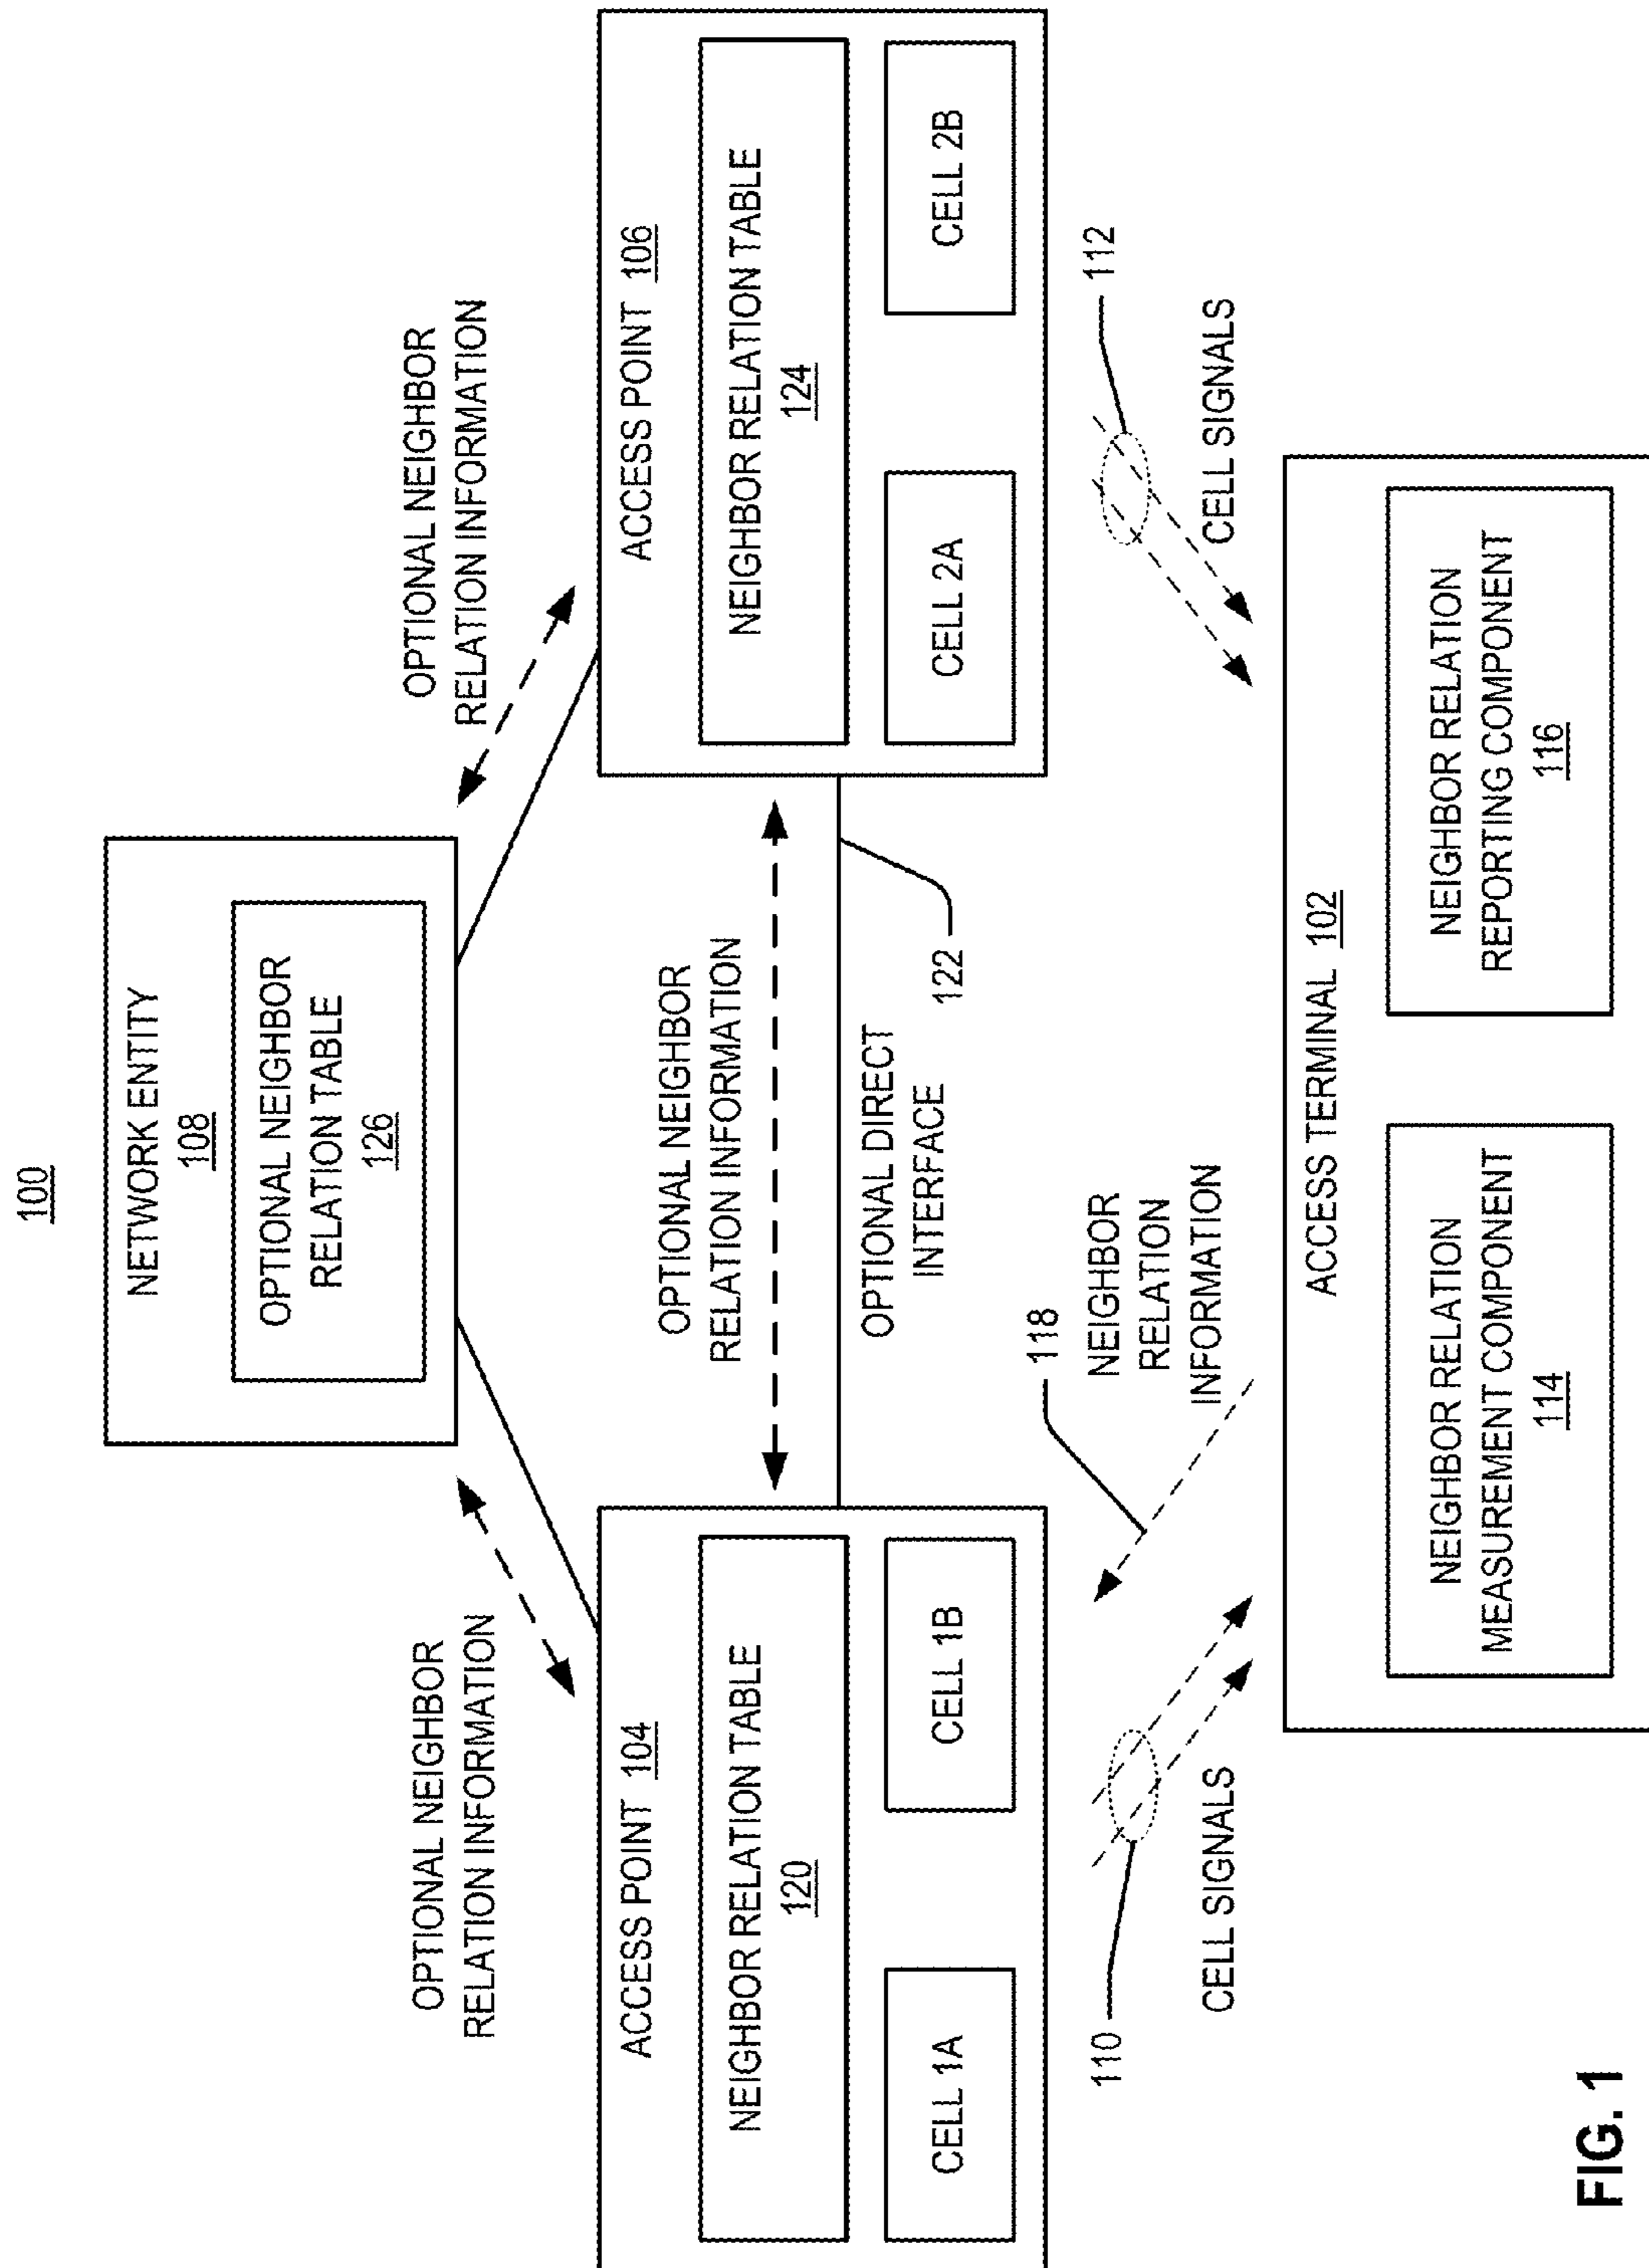 100
NETWORK ENTITY
108
OPTIONAL NEIGHBOR
RELATION TABLE
126
OPTIONAL NEIGHBOR
RELATION INFORMATION
OPTIONAL NEIGHBOR
RELATION INFORMATION
ACCESS POINT 104
NEIGHBOR RELATION TABLE
120
CELL 1A
CELL 1B
OPTIONAL NEIGHBOR
RELATION INFORMATION
OPTIONAL DIRECT
INTERFACE
122
ACCESS POINT 106
NEIGHBOR RELATION TABLE
124
CELL 2A
CELL 2B
110
CELL SIGNALS
118
NEIGHBOR
RELATION
INFORMATION
112
CELL SIGNALS
ACCESS TERMINAL 102
NEIGHBOR RELATION
MEASUREMENT COMPONENT
114
NEIGHBOR RELATION
REPORTING COMPONENT
116
FIG. 1